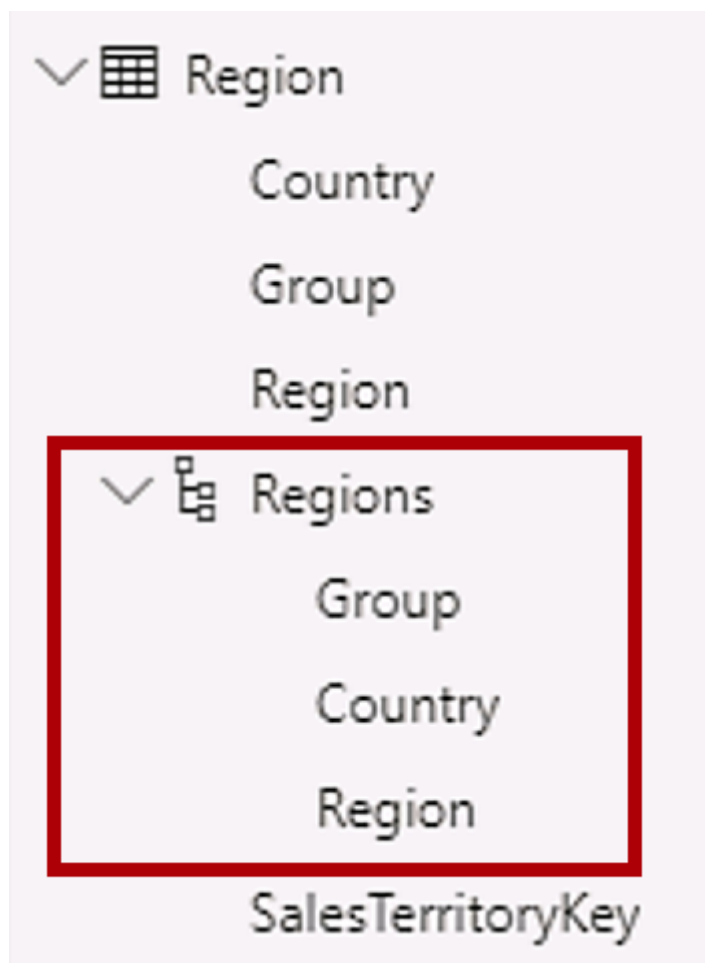 Region
Country
Group
Region
Regions
Group
Country
Region
SalesTerritoryKey